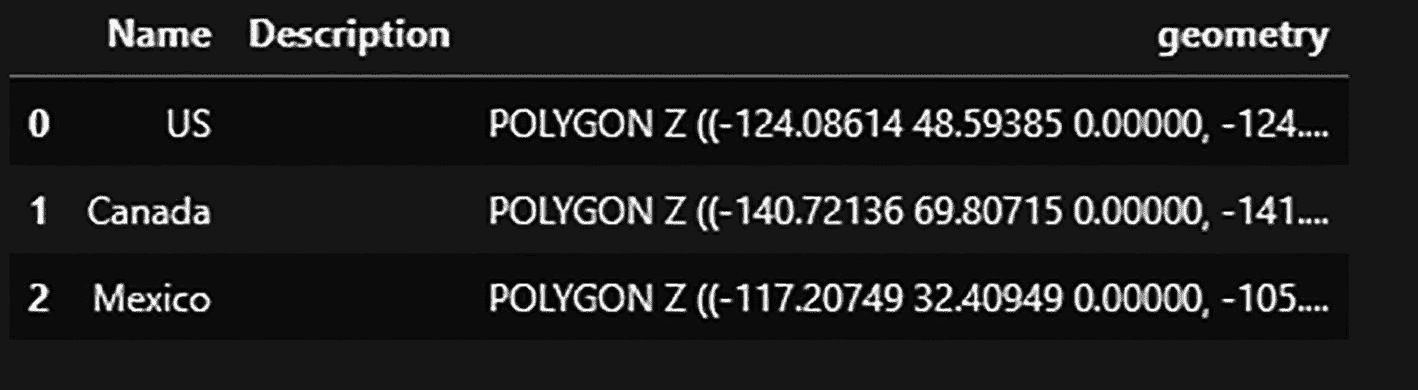 Name Description geometry
0 US POLYGON Z ((-124.08614 48.59385 0.00000, -124....
1 Canada POLYGON Z ((-140.72136 69.80715 0.00000, -141....
2 Mexico POLYGON Z ((-117.20749 32.40949 0.00000, -105....